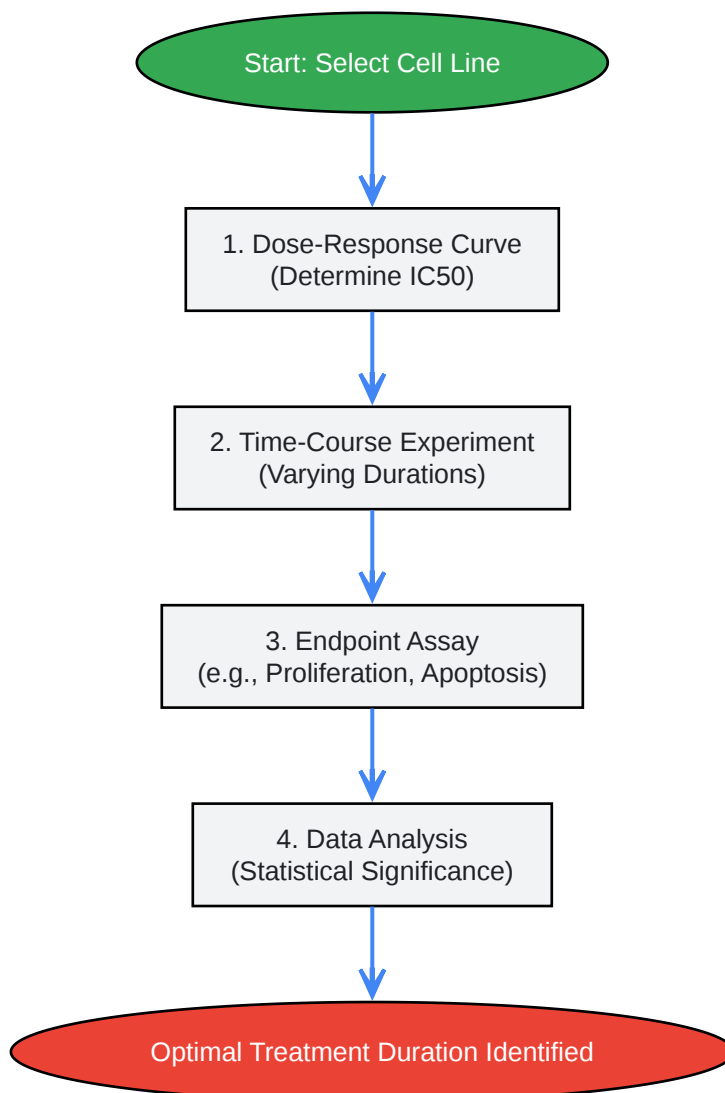 Start: Select Cell Line
1. Dose-Response Curve
(Determine IC50)
2. Time-Course Experiment
(Varying Durations)
3. Endpoint Assay
(e.g., Proliferation, Apoptosis)
4. Data Analysis
(Statistical Significance)
Optimal Treatment Duration Identified